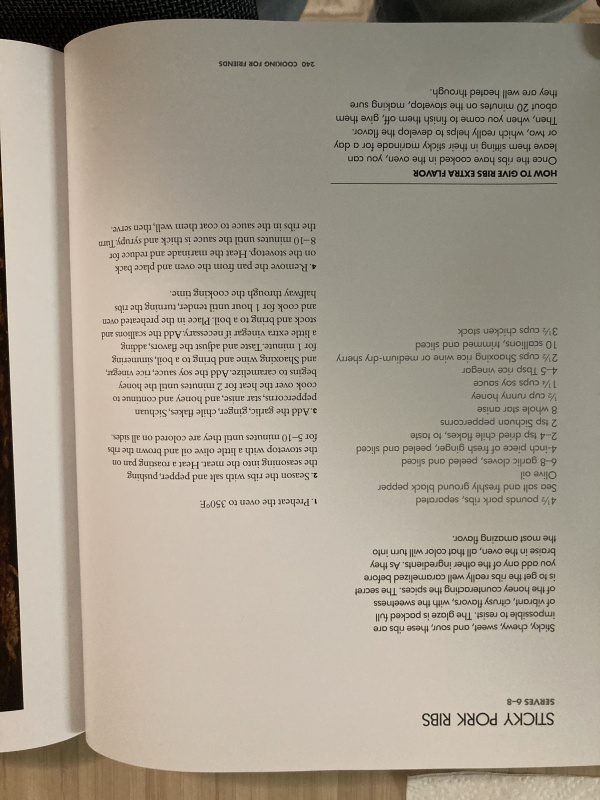 STICKY PORK RIBS
SERVES 6–8
Sticky, chewy, sweet, and sour, these ribs are
impossible to resist. The glaze is packed full
of vibrant, citrusy flavors, with the sweetness
of the honey counteracting the spices. The secret
is to get the ribs really well caramelized before
you add any of the other ingredients. As they
braise in the oven, all that color will turn into
the most amazing flavor.
4½ pounds pork ribs, separated
Sea salt and freshly ground black pepper
Olive oil
6–8 garlic cloves, peeled and sliced
4-inch piece of fresh ginger, peeled and sliced
2–4 tsp dried chile flakes, to taste
2 tsp Sichuan peppercorns
8 whole star anise
½ cup runny honey
1¼ cups soy sauce
4–5 Tbsp rice vinegar
2½ cups Shaoxing rice wine or medium-dry sherry
10 scallions, trimmed and sliced
3½ cups chicken stock
HOW TO GIVE RIBS EXTRA FLAVOR
Once the ribs have cooked in the oven, you can
leave them sitting in their sticky marinade for a day
or two, which really helps to develop the flavor.
Then, when you come to finish them off, give them
about 20 minutes on the stovetop, making sure
they are well heated through.
1. Preheat the oven to 350°F.
2. Season the ribs with salt and pepper, pushing
the seasoning into the meat. Heat a roasting pan on
the stovetop with a little olive oil and brown the ribs
for 5–10 minutes until they are colored on all sides.
3. Add the garlic, ginger, chile flakes, Sichuan
peppercorns, star anise, and honey and continue to
cook over the heat for 2 minutes until the honey
begins to caramelize. Add the soy sauce, rice vinegar,
and Shaoxing wine and bring to a boil, simmering
for 1 minute. Taste and adjust the flavors, adding
a little extra vinegar if necessary. Add the scallions and
stock and bring to a boil. Place in the preheated oven
and cook for 1 hour until tender, turning the ribs
halfway through the cooking time.
4. Remove the pan from the oven and place back
on the stovetop. Heat the marinade and reduce for
8–10 minutes until the sauce is thick and syrupy. Turn
the ribs in the sauce to coat them well, then serve.
240 COOKING FOR FRIENDS